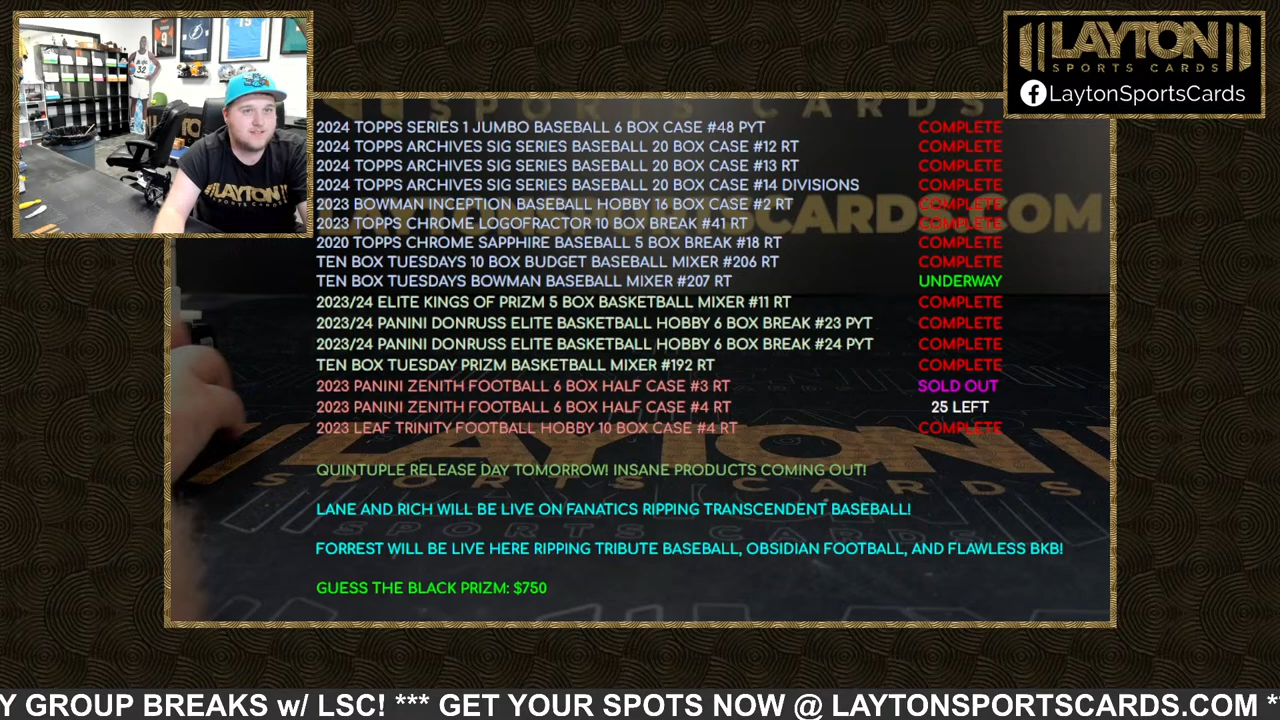 LAYTON
SPORTS CARDS
LaytonSportsCards
SPORTS CARDS
2024 TOPPS SERIES 1 JUMBO BASEBALL 6 BOX CASE #48 PYT COMPLETE
2024 TOPPS ARCHIVES SIG SERIES BASEBALL 20 BOX CASE #12 RT COMPLETE
2024 TOPPS ARCHIVES SIG SERIES BASEBALL 20 BOX CASE #13 RT COMPLETE
2024 TOPPS ARCHIVES SIG SERIES BASEBALL 20 BOX CASE #14 DIVISIONS COMPLETE
2023 BOWMAN INCEPTION BASEBALL HOBBY 16 BOX CASE #2 RT COMPLETE
2023 TOPPS CHROME LOGOFRACTOR 10 BOX BREAK #41 RT COMPLETE
2020 TOPPS CHROME SAPPHIRE BASEBALL 5 BOX BREAK #18 RT COMPLETE
TEN BOX TUESDAYS 10 BOX BUDGET BASEBALL MIXER #206 RT COMPLETE
TEN BOX TUESDAYS BOWMAN BASEBALL MIXER #207 RT UNDERWAY
2023/24 ELITE KINGS OF PRIZM 5 BOX BASKETBALL MIXER #11 RT COMPLETE
2023/24 PANINI DONRUSS ELITE BASKETBALL HOBBY 6 BOX BREAK #23 PYT COMPLETE
2023/24 PANINI DONRUSS ELITE BASKETBALL HOBBY 6 BOX BREAK #24 PYT COMPLETE
TEN BOX TUESDAY PRIZM BASKETBALL MIXER #192 RT COMPLETE
2023 PANINI ZENITH FOOTBALL 6 BOX HALF CASE #3 RT SOLD OUT
2023 PANINI ZENITH FOOTBALL 6 BOX HALF CASE #4 RT 25 LEFT
2023 LEAF TRINITY FOOTBALL HOBBY 10 BOX CASE #4 RT COMPLETE
QUINTUPLE RELEASE DAY TOMORROW! INSANE PRODUCTS COMING OUT!
LANE AND RICH WILL BE LIVE ON FANATICS RIPPING TRANSCENDENT BASEBALL!
FORREST WILL BE LIVE HERE RIPPING TRIBUTE BASEBALL, OBSIDIAN FOOTBALL, AND FLAWLESS BKB!
GUESS THE BLACK PRIZM: $750
Y GROUP BREAKS w/ LSC! *** GET YOUR SPOTS NOW @ LAYTONSPORTSCARDS.COM *